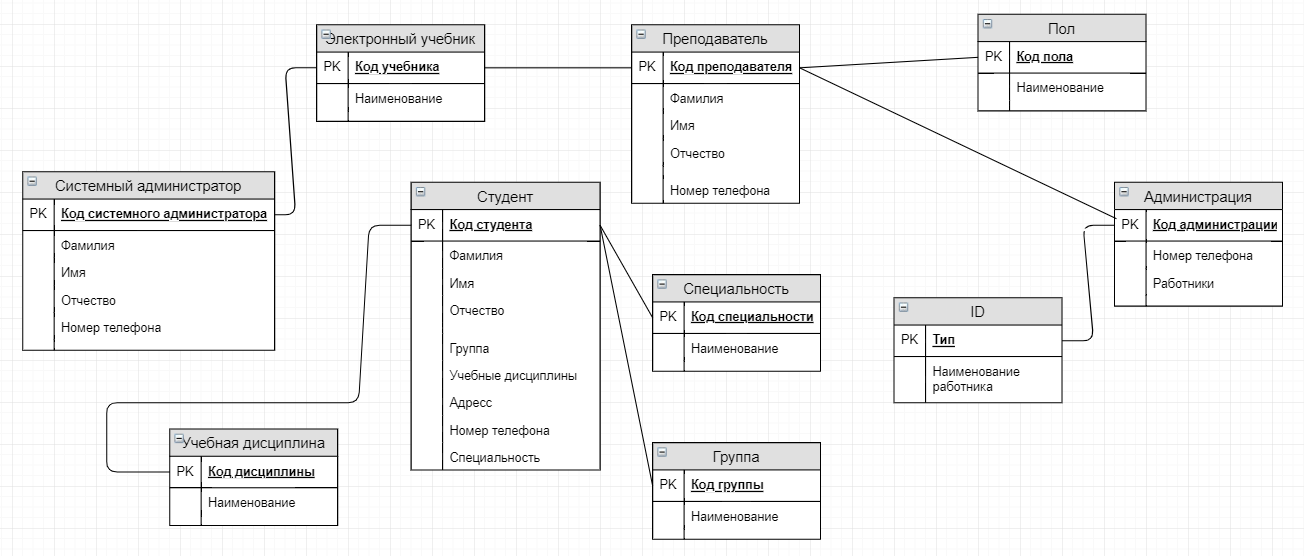 Электронный учебник
PK Код учебника
Наименование
Преподаватель
PK Код преподавателя
Фамилия
Имя
Отчество
Номер телефона
Пол
PK Код пола
Наименование
Системный администратор
PK Код системного администратора
Фамилия
Имя
Отчество
Номер телефона
Студент
PK Код студента
Фамилия
Имя
Отчество
Группа
Учебные дисциплины
Адресс
Номер телефона
Специальность
Администрация
PK Код администрации
Номер телефона
Работники
Специальность
PK Код специальности
Наименование
ID
PK Тип
Наименование
работника
Учебная дисциплина
PK Код дисциплины
Наименование
Группа
PK Код группы
Наименование